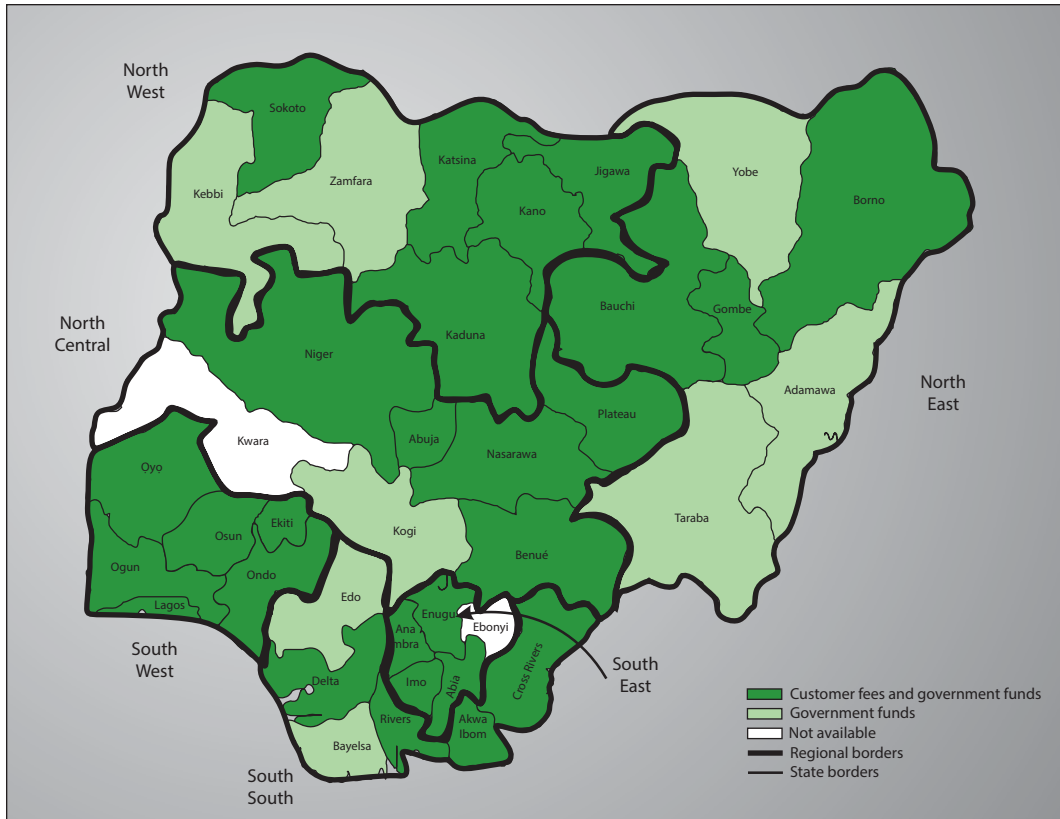 North
West
Sokoto
Kebbi
Zamfara
Katsina
Kano
Jigawa
Yobe
Borno
North
Central
Niger
Kaduna
Bauchi
Gombe
Adamawa
North
East
Kwara
Abuja
Nasarawa
Plateau
Taraba
Ọyọ
Ogun
Osun
Ekiti
Ondo
Lagos
South
West
Kogi
Benué
Edo
Delta
Bayelsa
Rivers
South
South
Enugu
Ana
mbra
Ebonyi
Imo
Abia
Cross Rivers
Akwa
Ibom
South
East
Customer fees and government funds
Government funds
Not available
Regional borders
State borders